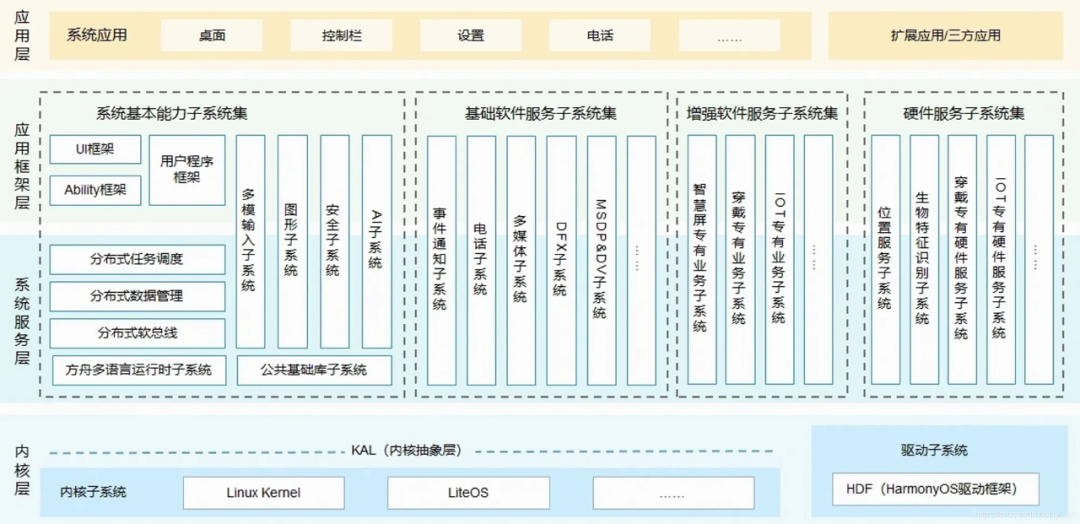 应用层
系统应用
桌面
控制栏
设置
电话
……
扩展应用/三方应用
应用框架层
系统服务层
系统基本能力子系统集
UI框架
Ability框架
用户程序
框架
多模输入子系统
图形子系统
安全子系统
AI子系统
分布式任务调度
分布式数据管理
分布式软总线
方舟多语言运行时子系统
公共基础库子系统
基础软件服务子系统集
事件通知子系统
电话子系统
多媒体子系统
DFX子系统
MSDP&DV子系统
……
增强软件服务子系统集
智慧屏专有业务子系统
穿戴专有业务子系统
IOT专有业务子系统
……
硬件服务子系统集
位置服务子系统
生物特征识别子系统
穿戴专有硬件服务子系统
IOT专有硬件服务子系统
……
内核层
KAL（内核抽象层）
内核子系统
Linux Kernel
LiteOS
……
驱动子系统
HDF（HarmonyOS驱动框架）